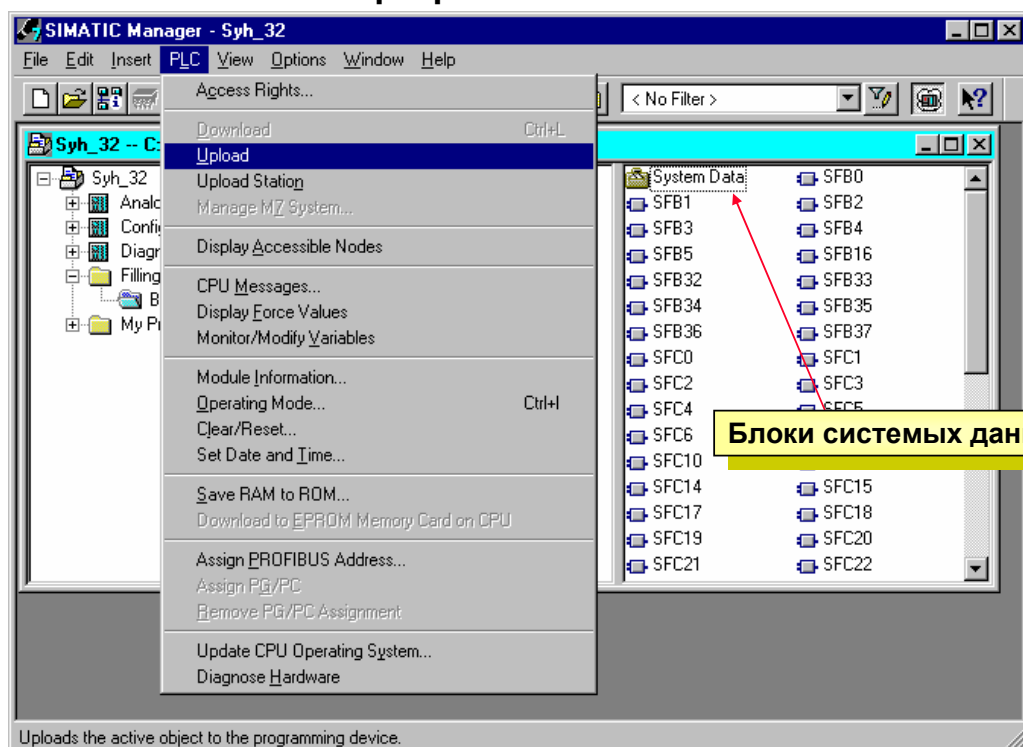 SIMATIC Manager - Syh_32
File Edit Insert PLC View Options Window Help
< No Filter >
Access Rights...
Download Ctrl+L
Upload
Upload Station
Manage M7 System...
Display Accessible Nodes
CPU Messages...
Display Force Values
Monitor/Modify Variables
Module Information...
Operating Mode... Ctrl+I
Clear/Reset...
Set Date and Time...
Save RAM to ROM...
Download to EPROM Memory Card on CPU
Assign PROFIBUS Address...
Assign PG/PC
Remove PG/PC Assignment
Update CPU Operating System...
Diagnose Hardware
Syh_32 -- C:
Syh_32
Analo
Config
Diagr
Filling
B
My Pr
System Data SFB0
SFB1 SFB2
SFB3 SFB4
SFB5 SFB16
SFB32 SFB33
SFB34 SFB35
SFB36 SFB37
SFC0 SFC1
SFC2 SFC3
SFC4 SFC5
SFC6
SFC10
SFC14 SFC15
SFC17 SFC18
SFC19 SFC20
SFC21 SFC22
Блоки системых дан
Uploads the active object to the programming device.